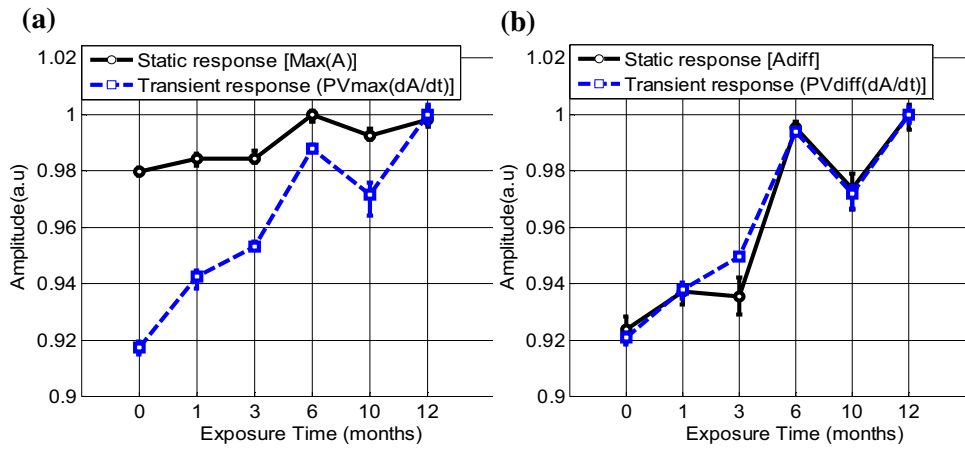 (a)
1.02
1
0.98
0.96
0.94
0.92
0.9
Amplitude(a.u)
Static response [Max(A)]
Transient response (PVmax(dA/dt)]
0 1 3 6 10 12
Exposure Time (months)
(b)
1.02
1
0.98
0.96
0.94
0.92
0.9
Amplitude(a.u)
Static response [Adiff]
Transient response (PVdiff(dA/dt)]
0 1 3 6 10 12
Exposure Time (months)